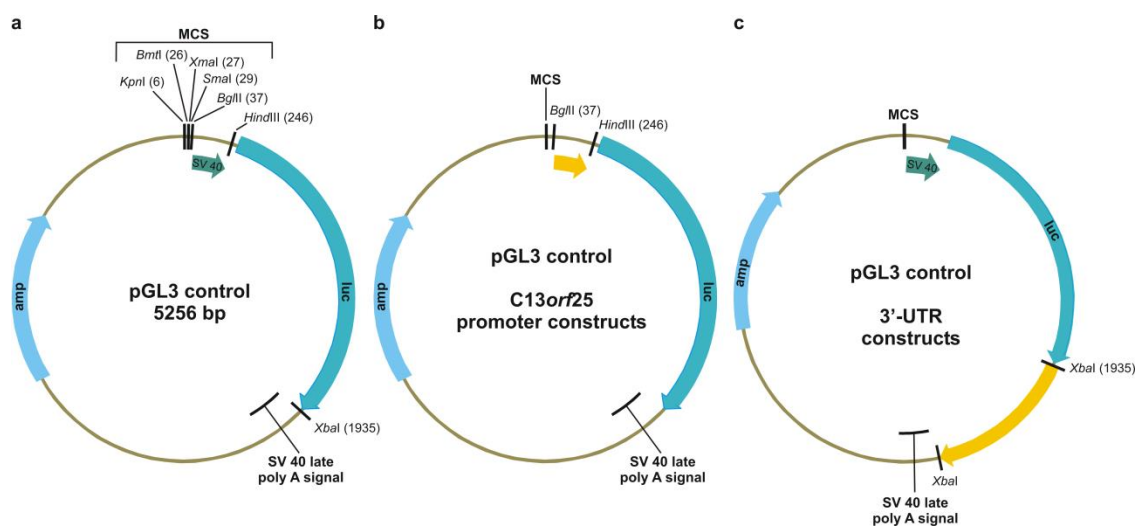 a
MCS
BmtI (26)
XmaI (27)
KpnI (6)
SmaI (29)
BglII (37)
HindIII (246)
SV 40
amp
luc
pGL3 control
5256 bp
XbaI (1935)
SV 40 late
poly A signal
b
MCS
BglII (37)
HindIII (246)
amp
luc
pGL3 control
C13orf25
promoter constructs
SV 40 late
poly A signal
c
MCS
SV 40
amp
luc
pGL3 control
3'-UTR
constructs
XbaI (1935)
XbaI
SV 40 late
poly A signal